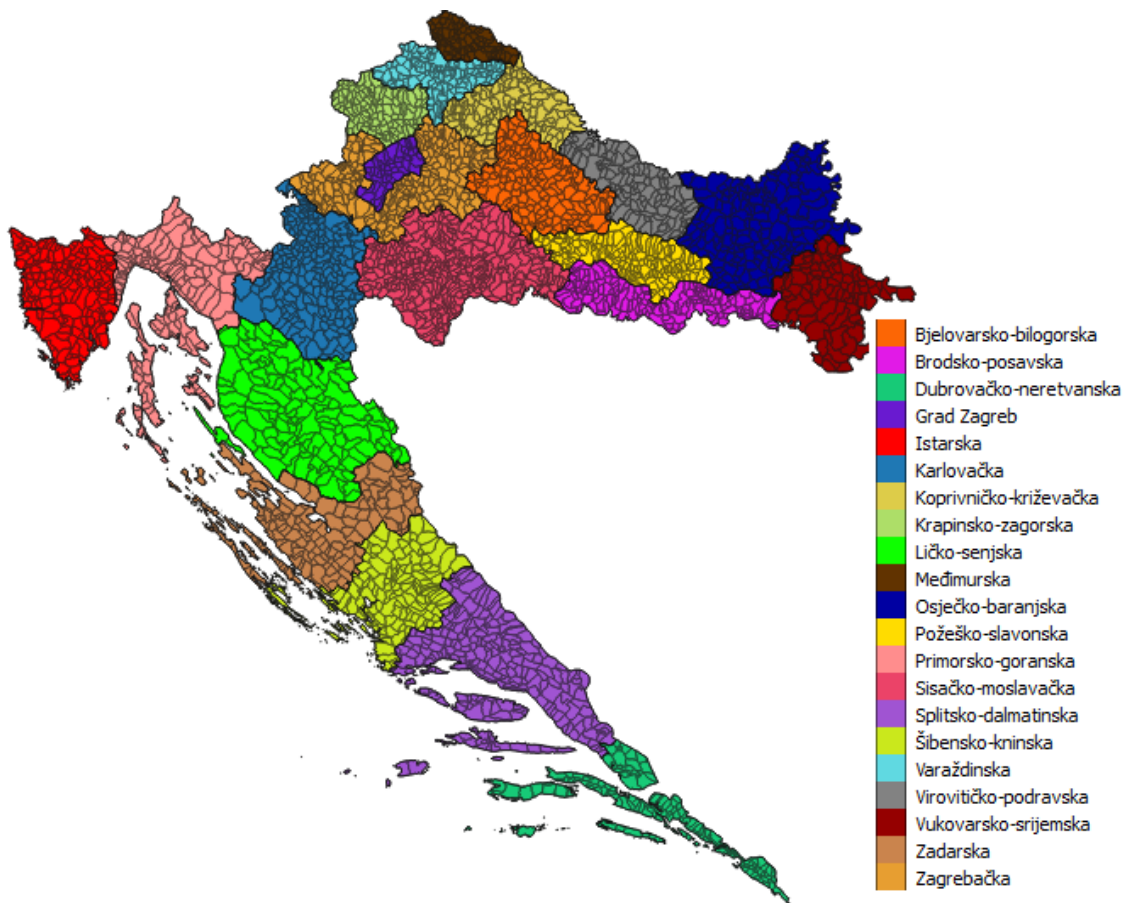 Bjelovarsko-bilogorska
Brodsko-posavska
Dubrovačko-neretvanska
Grad Zagreb
Istarska
Karlovačka
Koprivničko-križevačka
Krapinsko-zagorska
Ličko-senjska
Međimurska
Osječko-baranjska
Požeško-slavonska
Primorsko-goranska
Sisačko-moslavačka
Splitsko-dalmatinska
Šibensko-kninska
Varaždinska
Virovitičko-podravska
Vukovarsko-srijemska
Zadarska
Zagrebačka